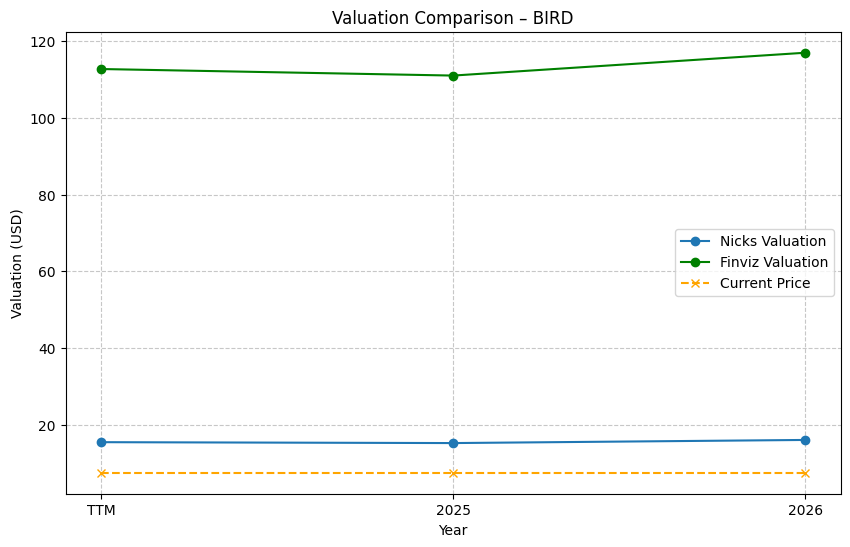 Valuation Comparison – BIRD
120
100
80
60
40
20
Valuation (USD)
Nicks Valuation
Finviz Valuation
Current Price
TTM
2025
2026
Year